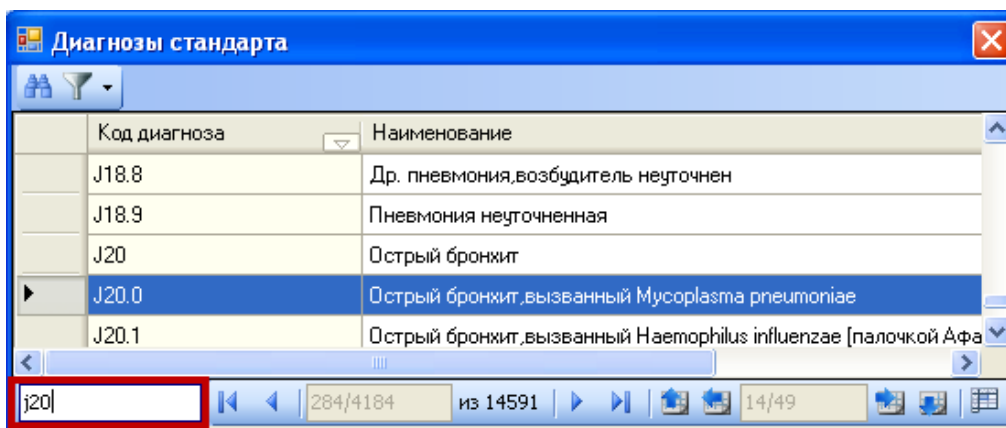 Диагнозы стандарта
Код диагноза Наименование
J18.8 Др. пневмония,возбудитель неуточнен
J18.9 Пневмония неуточненная
J20 Острый бронхит
J20.0 Острый бронхит,вызванный Mycoplasma pneumoniae
J20.1 Острый бронхит,вызванный Haemophilus influenzae [палочкой Афа
j20 284/4184 из 14591 14/49